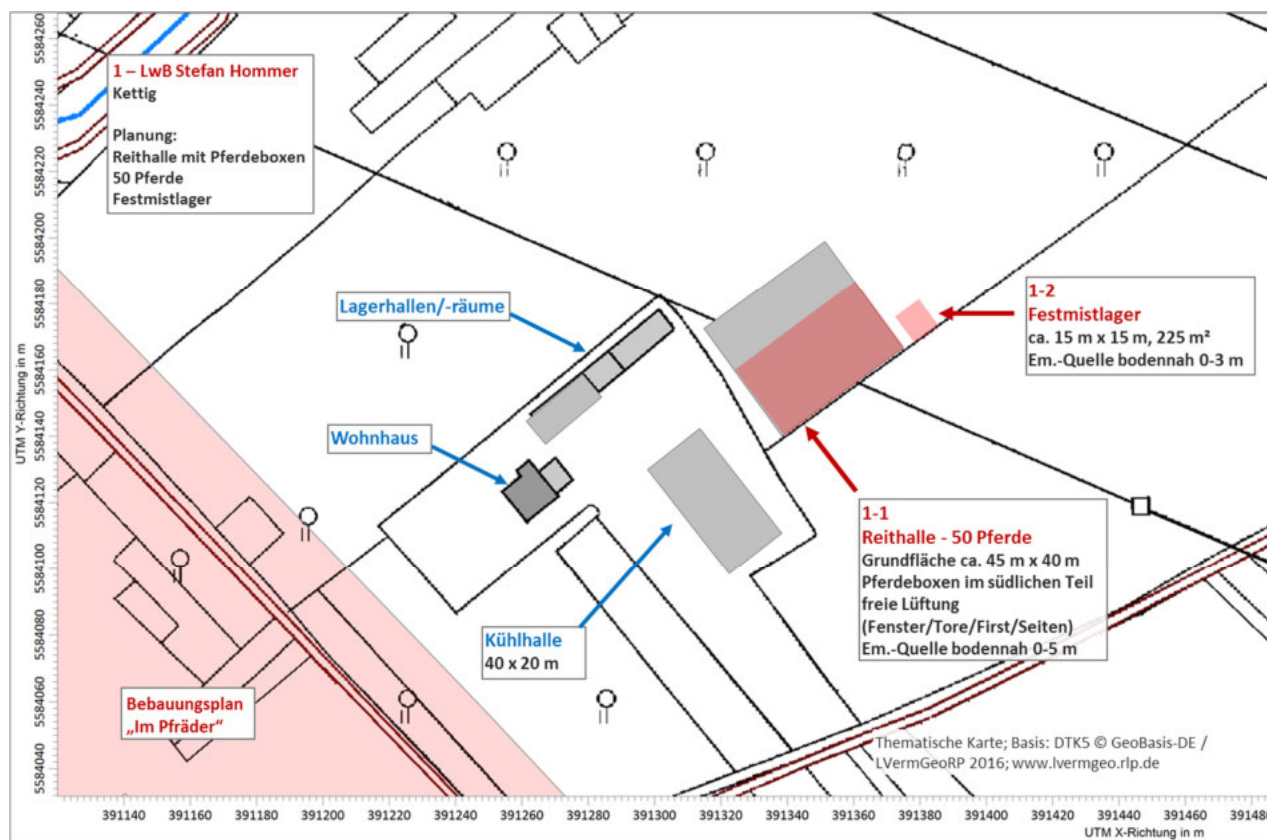 1 – LwB Stefan Hommer
Kettig
Planung:
Reithalle mit Pferdeboxen
50 Pferde
Festmistlager
Lagerhallen/-räume
Wohnhaus
Kühlhalle
40 x 20 m
Bebauungsplan
„Im Pfräder“
1-2
Festmistlager
ca. 15 m x 15 m, 225 m²
Em.-Quelle bodennah 0-3 m
1-1
Reithalle - 50 Pferde
Grundfläche ca. 45 m x 40 m
Pferdeboxen im südlichen Teil
freie Lüftung
(Fenster/Tore/First/Seiten)
Em.-Quelle bodennah 0-5 m
Thematische Karte; Basis: DTK5 © GeoBasis-DE /
LVermGeoRP 2016; www.lvermgeo.rlp.de
UTM Y-Richtung in m
5584260
5584240
5584220
5584200
5584180
5584160
5584140
5584120
5584100
5584080
5584060
5584040
391140 391160 391180 391200 391220 391240 391260 391280 391300 391320 391340 391360 391380 391400 391420 391440 391460 391480
UTM X-Richtung in m